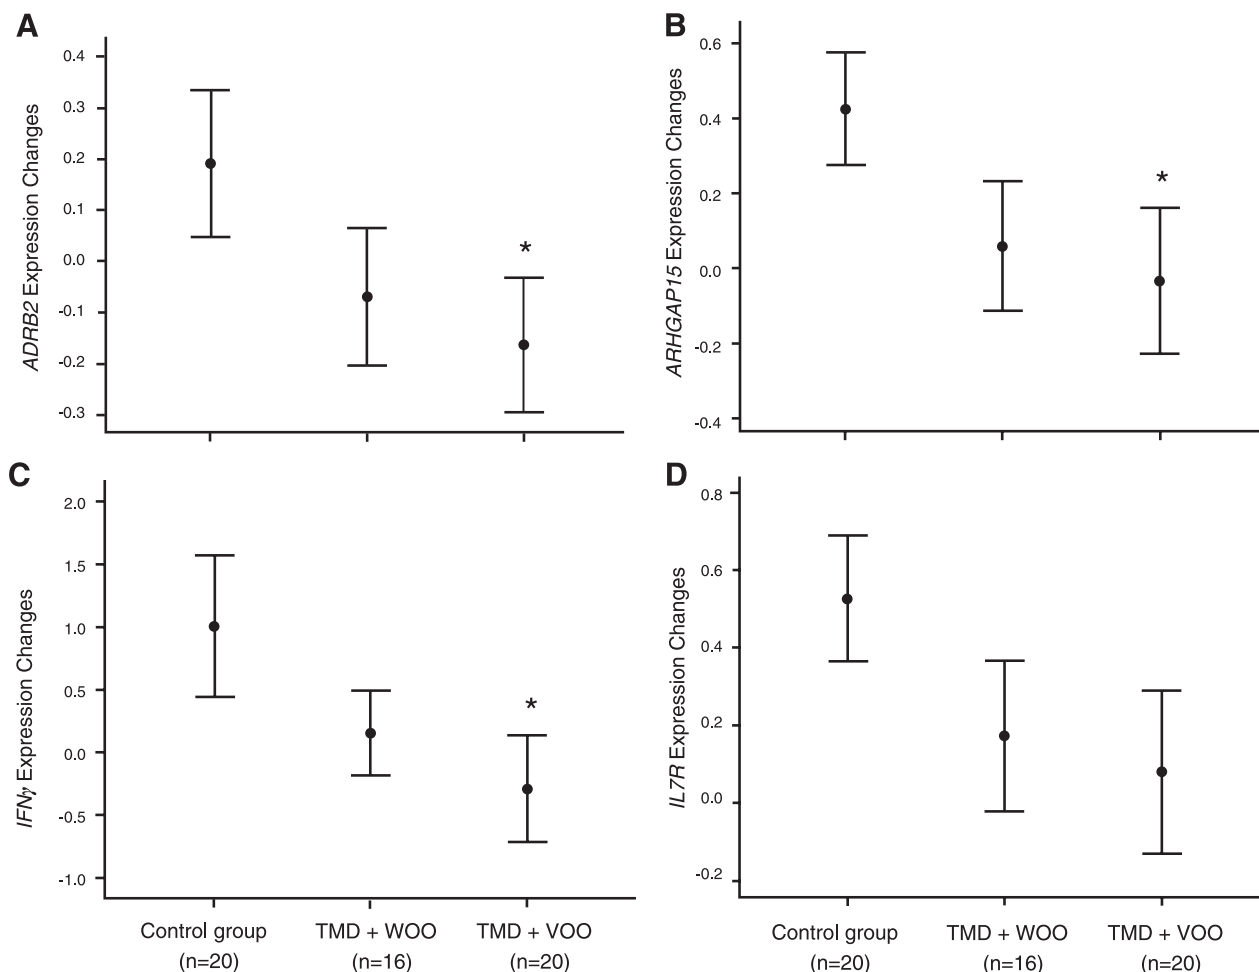 A
ADRB2 Expression Changes
0.4
0.3
0.2
0.1
0.0
-0.1
-0.2
-0.3
*
B
ARHGAP15 Expression Changes
0.6
0.4
0.2
0.0
-0.2
-0.4
*
C
IFNγ Expression Changes
2.0
1.5
1.0
0.5
0.0
-0.5
-1.0
*
Control group
(n=20)
TMD + WOO
(n=16)
TMD + VOO
(n=20)
D
IL7R Expression Changes
0.8
0.6
0.4
0.2
0.0
-0.2
Control group
(n=20)
TMD + WOO
(n=16)
TMD + VOO
(n=20)